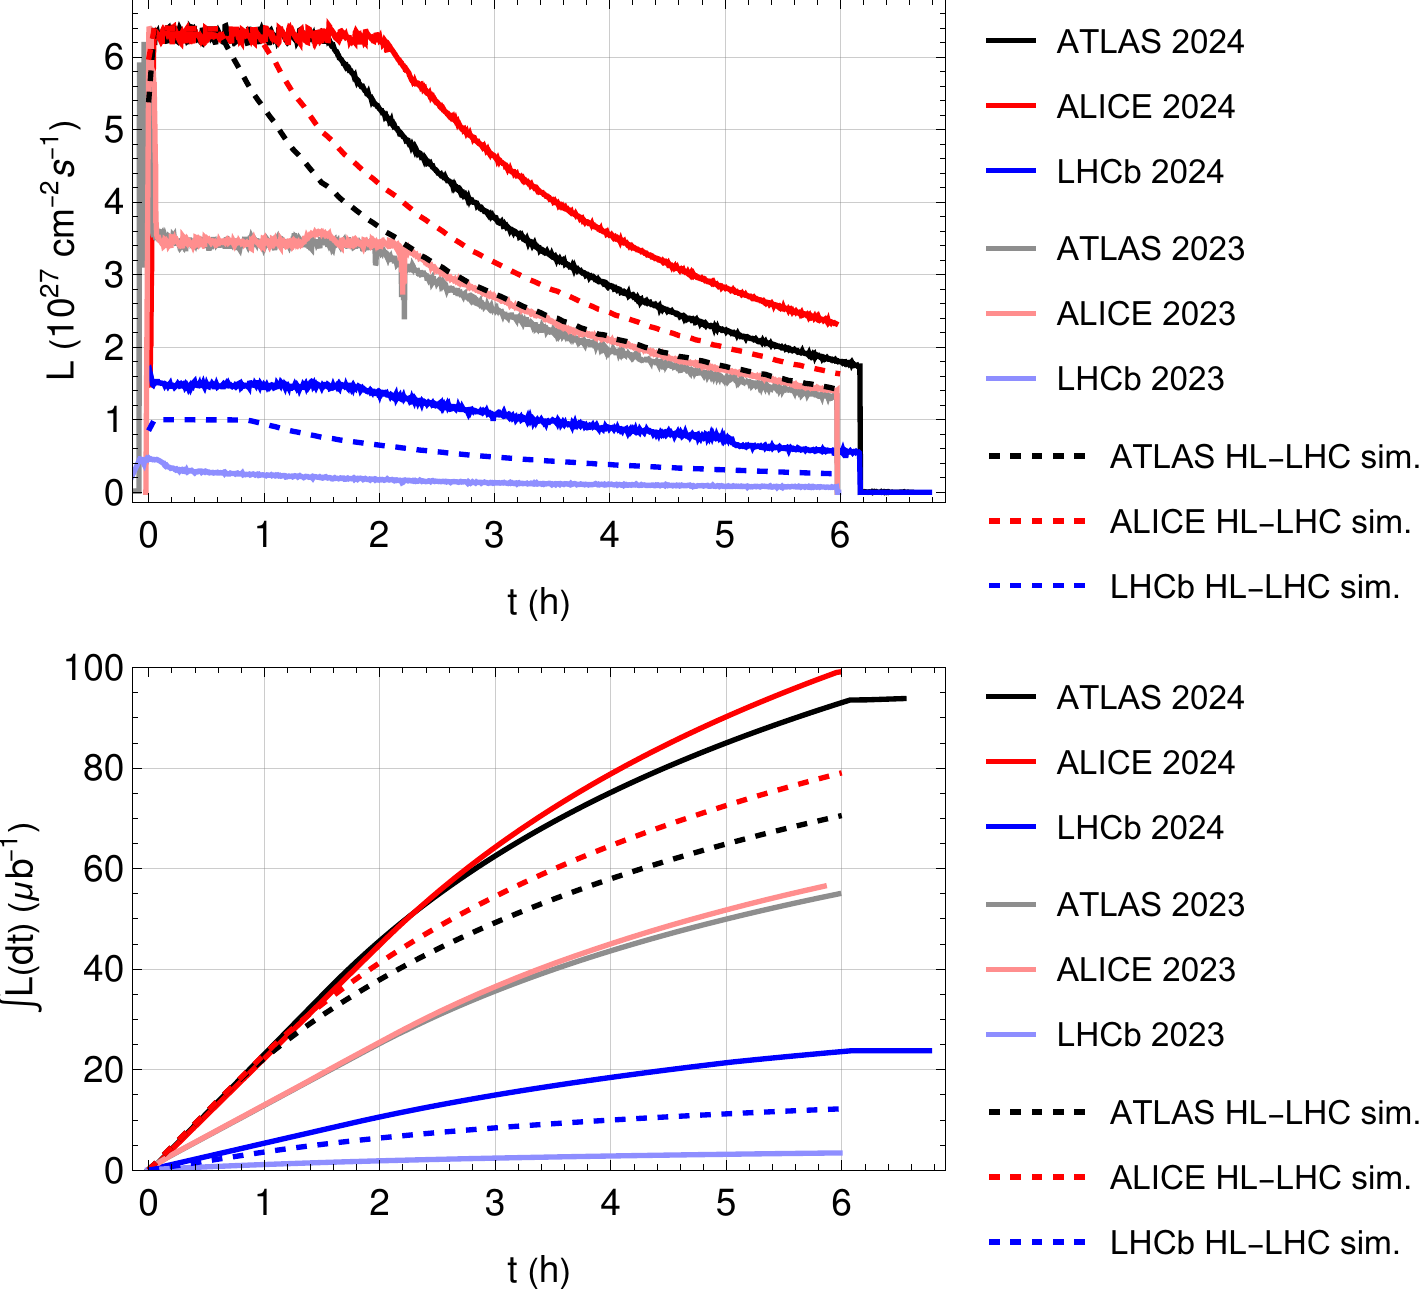 L (10²⁷ cm⁻²s⁻¹)
6
5
4
3
2
1
0
0 1 2 3 4 5 6
t (h)
ATLAS 2024
ALICE 2024
LHCb 2024
ATLAS 2023
ALICE 2023
LHCb 2023
ATLAS HL−LHC sim.
ALICE HL−LHC sim.
LHCb HL−LHC sim.
∫L(dt) (μb⁻¹)
100
80
60
40
20
0
0 1 2 3 4 5 6
t (h)
ATLAS 2024
ALICE 2024
LHCb 2024
ATLAS 2023
ALICE 2023
LHCb 2023
ATLAS HL−LHC sim.
ALICE HL−LHC sim.
LHCb HL−LHC sim.